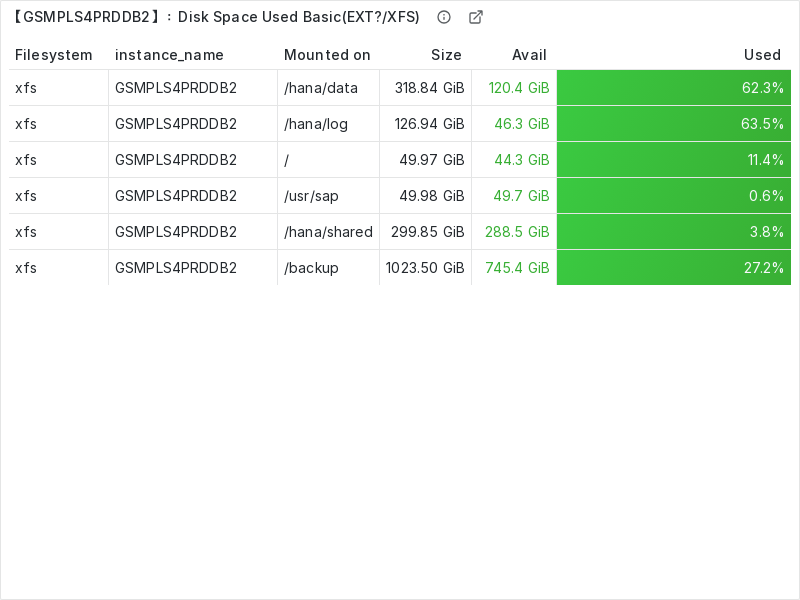 【GSMPLS4PRDDB2】: Disk Space Used Basic(EXT?/XFS)
Filesystem instance_name Mounted on Size Avail Used
xfs GSMPLS4PRDDB2 /hana/data 318.84 GiB 120.4 GiB 62.3%
xfs GSMPLS4PRDDB2 /hana/log 126.94 GiB 46.3 GiB 63.5%
xfs GSMPLS4PRDDB2 / 49.97 GiB 44.3 GiB 11.4%
xfs GSMPLS4PRDDB2 /usr/sap 49.98 GiB 49.7 GiB 0.6%
xfs GSMPLS4PRDDB2 /hana/shared 299.85 GiB 288.5 GiB 3.8%
xfs GSMPLS4PRDDB2 /backup 1023.50 GiB 745.4 GiB 27.2%